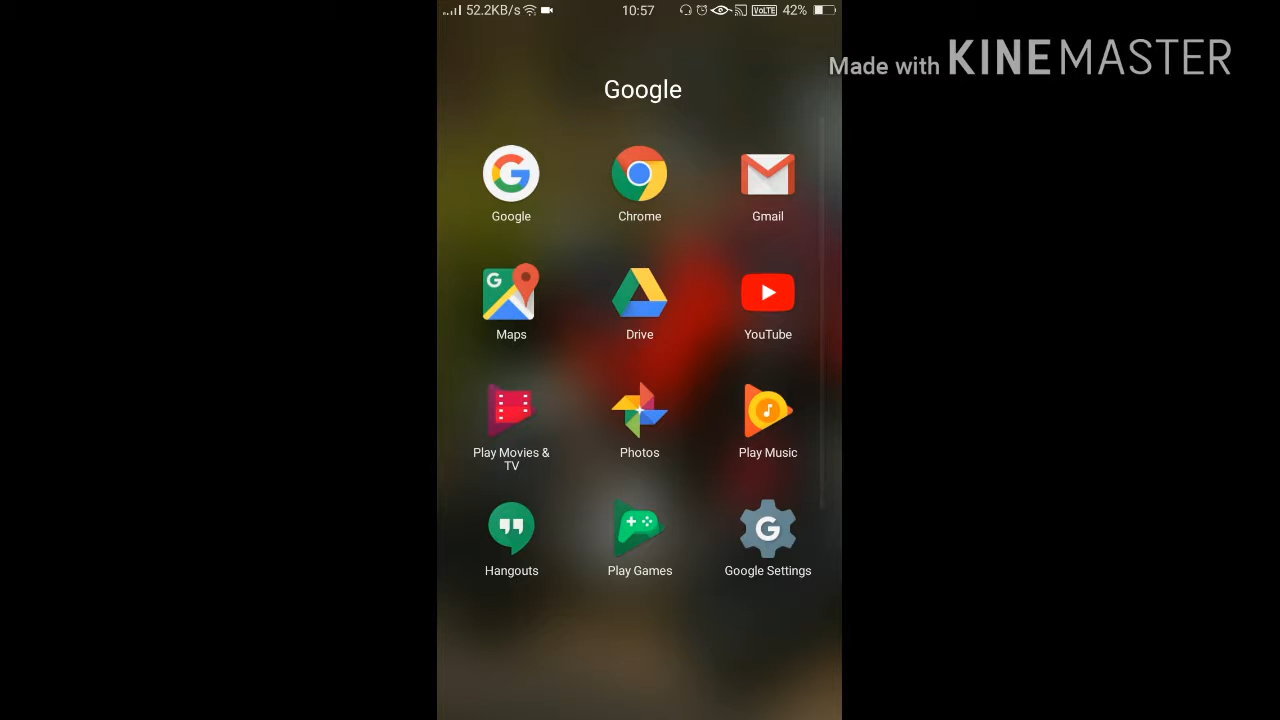 52.2KB/s 10:57 VoLTE 42%
Made with KINEMASTER
Google
Google Chrome Gmail
Maps Drive YouTube
Play Movies & Photos Play Music
TV
Hangouts Play Games Google Settings